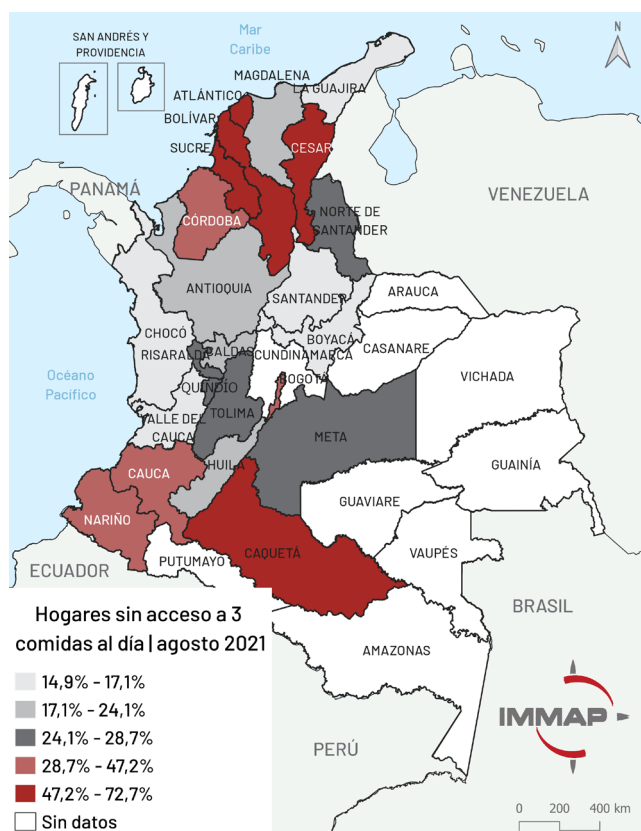 SAN ANDRÉS Y
PROVIDENCIA
Mar
Caribe
N
MAGDALENA
LA GUAJIRA
ATLÁNTICO
BOLÍVAR
SUCRE
CESAR
PANAMÁ
VENEZUELA
CÓRDOBA
NORTE DE
SANTANDER
ANTIOQUIA
SANTANDER
ARAUCA
CHOCÓ
BOYACÁ
RISARALDA
CALDAS
CUNDINAMARCA
CASANARE
Océano
Pacífico
QUINDÍO
BOGOTÁ
VICHADA
TOLIMA
VALLE DEL
CAUCA
META
HUILA
GUAINÍA
CAUCA
GUAVIARE
NARIÑO
CAQUETÁ
VAUPÉS
PUTUMAYO
ECUADOR
BRASIL
Hogares sin acceso a 3
comidas al día | agosto 2021
AMAZONAS
14,9% - 17,1%
17,1% - 24,1%
24,1% - 28,7%
28,7% - 47,2%
47,2% - 72,7%
Sin datos
IMMAP
PERÚ
0 200 400 km